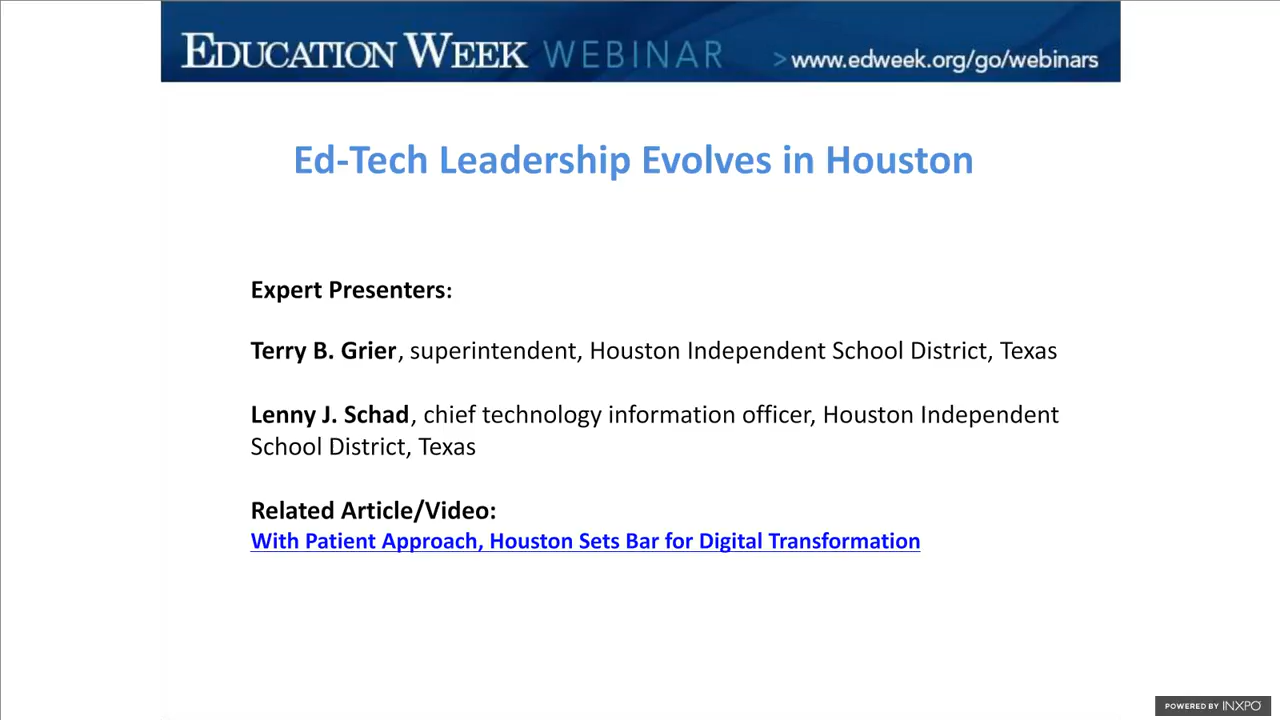 EDUCATION WEEK WEBINAR > www.edweek.org/go/webinars
Ed-Tech Leadership Evolves in Houston
Expert Presenters:
Terry B. Grier, superintendent, Houston Independent School District, Texas
Lenny J. Schad, chief technology information officer, Houston Independent
School District, Texas
Related Article/Video:
With Patient Approach, Houston Sets Bar for Digital Transformation
POWERED BY INXPO